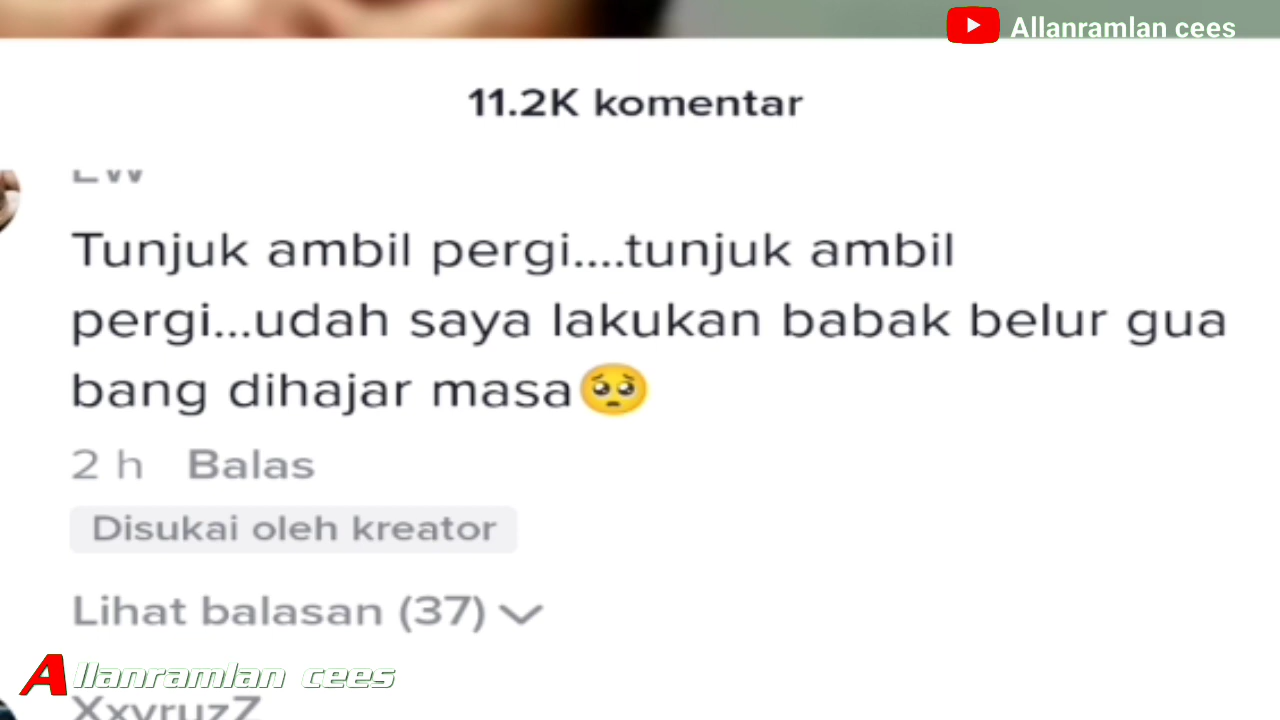 Allanramlan cees
11.2K komentar
Tunjuk ambil pergi....tunjuk ambil
pergi...udah saya lakukan babak belur gua
bang dihajar masa🥺
2 h Balas
Disukai oleh kreator
Lihat balasan (37)
Allanramlan cees
XxyruzZ